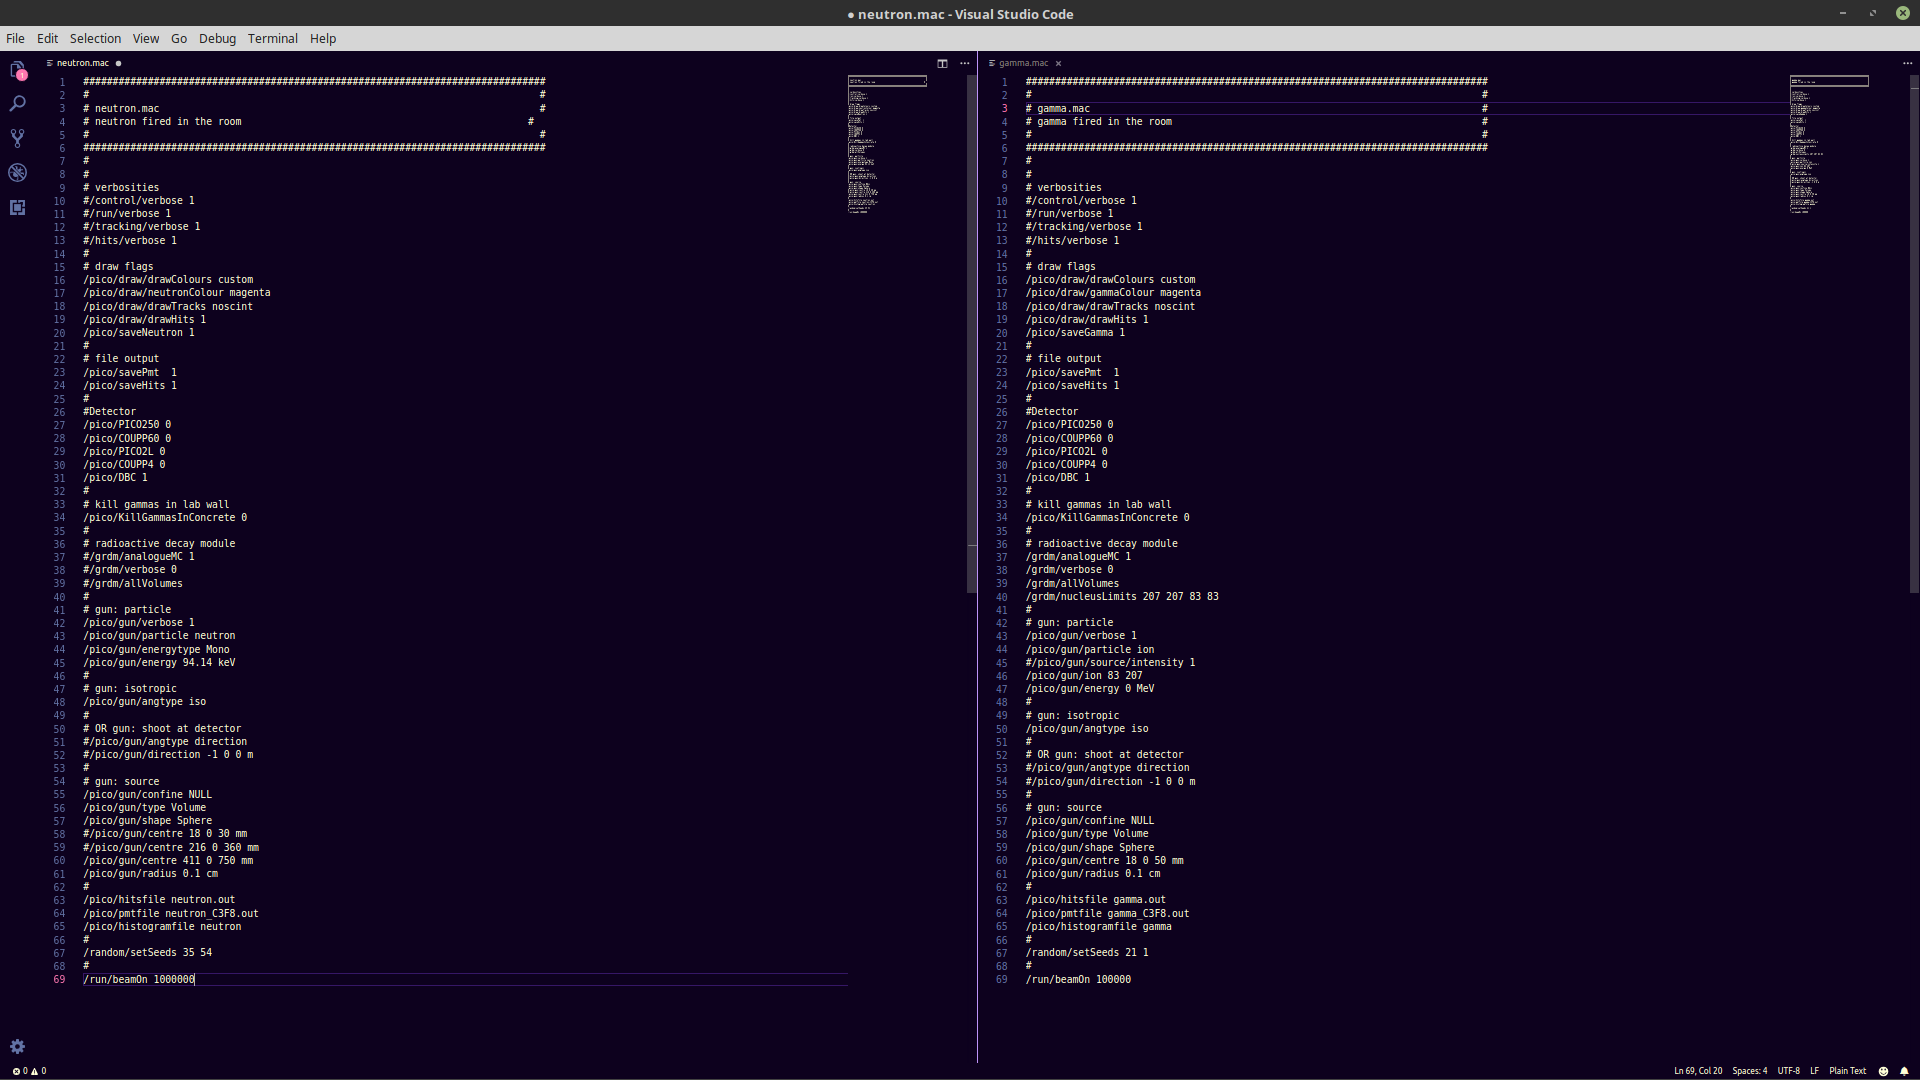 ● neutron.mac - Visual Studio Code
File Edit Selection View Go Debug Terminal Help
neutron.mac ●
1 ###############################################################################
2 # #
3 # neutron.mac #
4 # neutron fired in the room #
5 # #
6 ###############################################################################
7 #
8 #
9 # verbosities
10 #/control/verbose 1
11 #/run/verbose 1
12 #/tracking/verbose 1
13 #/hits/verbose 1
14 #
15 # draw flags
16 /pico/draw/drawColours custom
17 /pico/draw/neutronColour magenta
18 /pico/draw/drawTracks noscint
19 /pico/draw/drawHits 1
20 /pico/saveNeutron 1
21 #
22 # file output
23 /pico/savePmt  1
24 /pico/saveHits 1
25 #
26 #Detector
27 /pico/PICO250 0
28 /pico/COUPP60 0
29 /pico/PICO2L 0
30 /pico/COUPP4 0
31 /pico/DBC 1
32 #
33 # kill gammas in lab wall
34 /pico/KillGammasInConcrete 0
35 #
36 # radioactive decay module
37 #/grdm/analogueMC 1
38 #/grdm/verbose 0
39 #/grdm/allVolumes
40 #
41 # gun: particle
42 /pico/gun/verbose 1
43 /pico/gun/particle neutron
44 /pico/gun/energytype Mono
45 /pico/gun/energy 94.14 keV
46 #
47 # gun: isotropic
48 /pico/gun/angtype iso
49 #
50 # OR gun: shoot at detector
51 #/pico/gun/angtype direction
52 #/pico/gun/direction -1 0 0 m
53 #
54 # gun: source
55 /pico/gun/confine NULL
56 /pico/gun/type Volume
57 /pico/gun/shape Sphere
58 #/pico/gun/centre 18 0 30 mm
59 #/pico/gun/centre 216 0 360 mm
60 /pico/gun/centre 411 0 750 mm
61 /pico/gun/radius 0.1 cm
62 #
63 /pico/hitsfile neutron.out
64 /pico/pmtfile neutron_C3F8.out
65 /pico/histogramfile neutron
66 #
67 /random/setSeeds 35 54
68 #
69 /run/beamOn 1000000
gamma.mac ×
1 ###############################################################################
2 # #
3 # gamma.mac #
4 # gamma fired in the room #
5 # #
6 ###############################################################################
7 #
8 #
9 # verbosities
10 #/control/verbose 1
11 #/run/verbose 1
12 #/tracking/verbose 1
13 #/hits/verbose 1
14 #
15 # draw flags
16 /pico/draw/drawColours custom
17 /pico/draw/gammaColour magenta
18 /pico/draw/drawTracks noscint
19 /pico/draw/drawHits 1
20 /pico/saveGamma 1
21 #
22 # file output
23 /pico/savePmt  1
24 /pico/saveHits 1
25 #
26 #Detector
27 /pico/PICO250 0
28 /pico/COUPP60 0
29 /pico/PICO2L 0
30 /pico/COUPP4 0
31 /pico/DBC 1
32 #
33 # kill gammas in lab wall
34 /pico/KillGammasInConcrete 0
35 #
36 # radioactive decay module
37 /grdm/analogueMC 1
38 /grdm/verbose 0
39 /grdm/allVolumes
40 /grdm/nucleusLimits 207 207 83 83
41 #
42 # gun: particle
43 /pico/gun/verbose 1
44 /pico/gun/particle ion
45 #/pico/gun/source/intensity 1
46 /pico/gun/ion 83 207
47 /pico/gun/energy 0 MeV
48 #
49 # gun: isotropic
50 /pico/gun/angtype iso
51 #
52 # OR gun: shoot at detector
53 #/pico/gun/angtype direction
54 #/pico/gun/direction -1 0 0 m
55 #
56 # gun: source
57 /pico/gun/confine NULL
58 /pico/gun/type Volume
59 /pico/gun/shape Sphere
60 /pico/gun/centre 18 0 50 mm
61 /pico/gun/radius 0.1 cm
62 #
63 /pico/hitsfile gamma.out
64 /pico/pmtfile gamma_C3F8.out
65 /pico/histogramfile gamma
66 #
67 /random/setSeeds 21 1
68 #
69 /run/beamOn 100000
1
0 0
Ln 69, Col 20 Spaces: 4 UTF-8 LF Plain Text